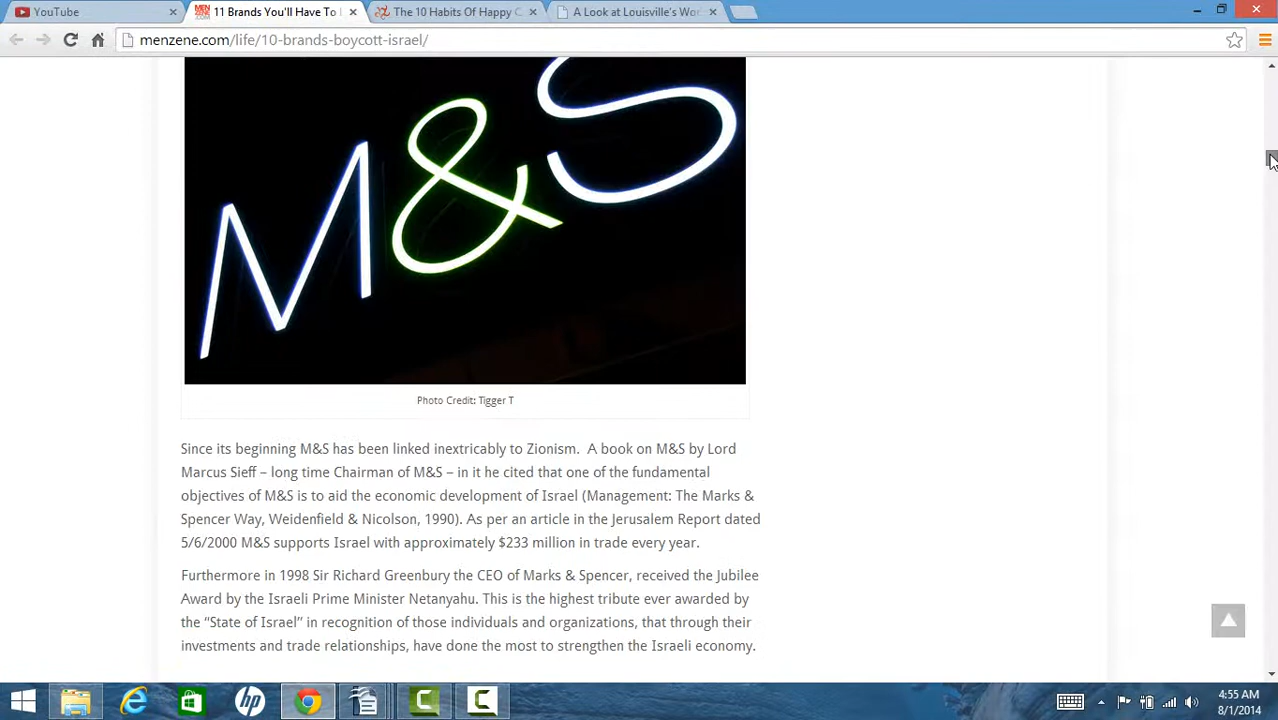 YouTube
11 Brands You'll Have To
The 10 Habits Of Happy C
A Look at Louisville's Wo
menzene.com/life/10-brands-boycott-israel/
M&S
Photo Credit: Tigger T
Since its beginning M&S has been linked inextricably to Zionism.  A book on M&S by Lord
Marcus Sieff – long time Chairman of M&S – in it he cited that one of the fundamental
objectives of M&S is to aid the economic development of Israel (Management: The Marks &
Spencer Way, Weidenfield & Nicolson, 1990). As per an article in the Jerusalem Report dated
5/6/2000 M&S supports Israel with approximately $233 million in trade every year.
Furthermore in 1998 Sir Richard Greenbury the CEO of Marks & Spencer, received the Jubilee
Award by the Israeli Prime Minister Netanyahu. This is the highest tribute ever awarded by
the “State of Israel” in recognition of those individuals and organizations, that through their
investments and trade relationships, have done the most to strengthen the Israeli economy.
hp
4:55 AM
8/1/2014